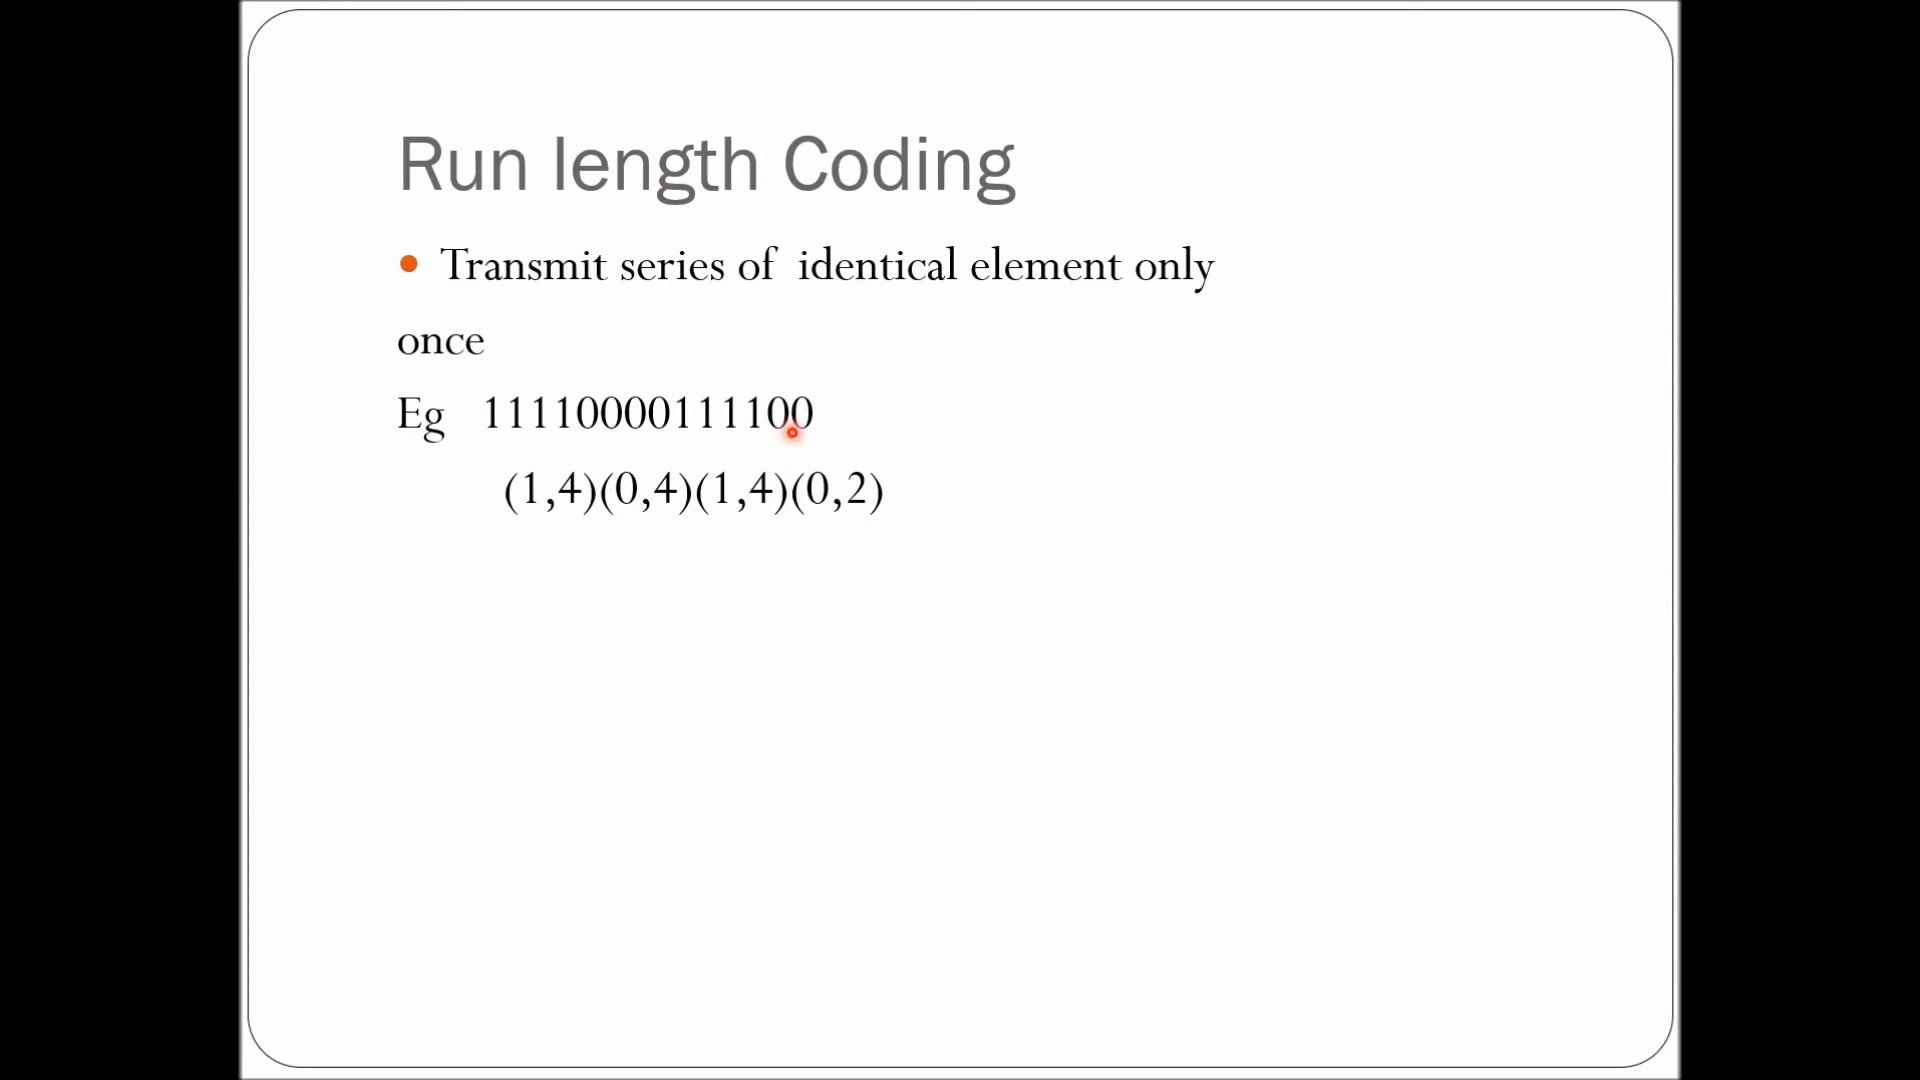 Run length Coding
• Transmit series of identical element only
once
Eg 11110000111100
(1,4)(0,4)(1,4)(0,2)